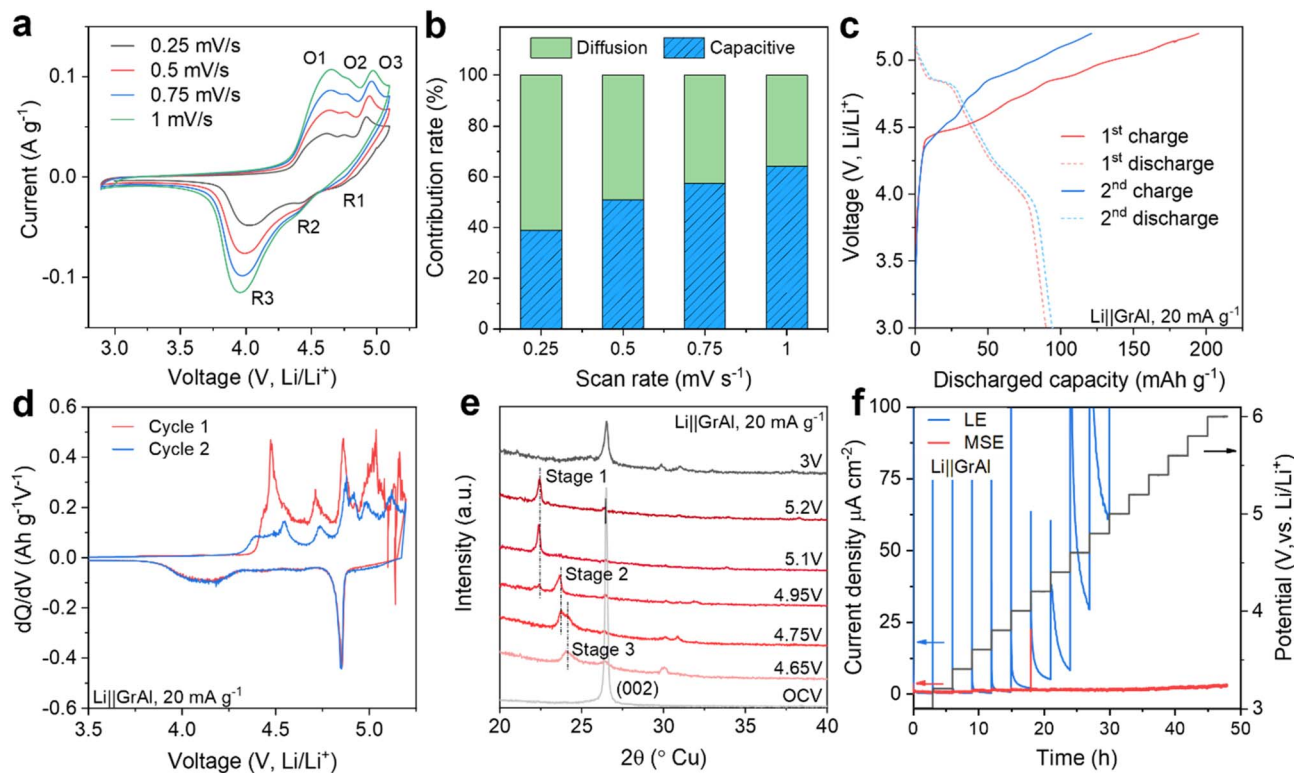 a
0.25 mV/s
0.5 mV/s
0.75 mV/s
1 mV/s
O1
O2
O3
R1
R2
R3
0.1
0.0
-0.1
Current (A g⁻¹)
3.0 3.5 4.0 4.5 5.0
Voltage (V, Li/Li⁺)
b
Diffusion
Capacitive
100
80
60
40
20
0
Contribution rate (%)
0.25 0.5 0.75 1
Scan rate (mV s⁻¹)
c
5.0
4.5
4.0
3.5
3.0
Voltage (V, Li/Li⁺)
1ˢᵗ charge
1ˢᵗ discharge
2ⁿᵈ charge
2ⁿᵈ discharge
Li||GrAl, 20 mA g⁻¹
0 50 100 150 200
Discharged capacity (mAh g⁻¹)
d
Cycle 1
Cycle 2
0.6
0.4
0.2
0.0
-0.2
-0.4
-0.6
dQ/dV (Ah g⁻¹V⁻¹)
Li||GrAl, 20 mA g⁻¹
3.5 4.0 4.5 5.0
Voltage (V, Li/Li⁺)
e
Li||GrAl, 20 mA g⁻¹
3V
Stage 1
5.2V
5.1V
Stage 2
4.95V
4.75V
Stage 3
4.65V
(002)
OCV
Intensity (a.u.)
20 25 30 35 40
2θ (° Cu)
f
LE
MSE
Li||GrAl
100
75
50
25
0
Current density μA cm⁻²
6
5
4
3
Potential (V,vs. Li/Li⁺)
0 10 20 30 40 50
Time (h)